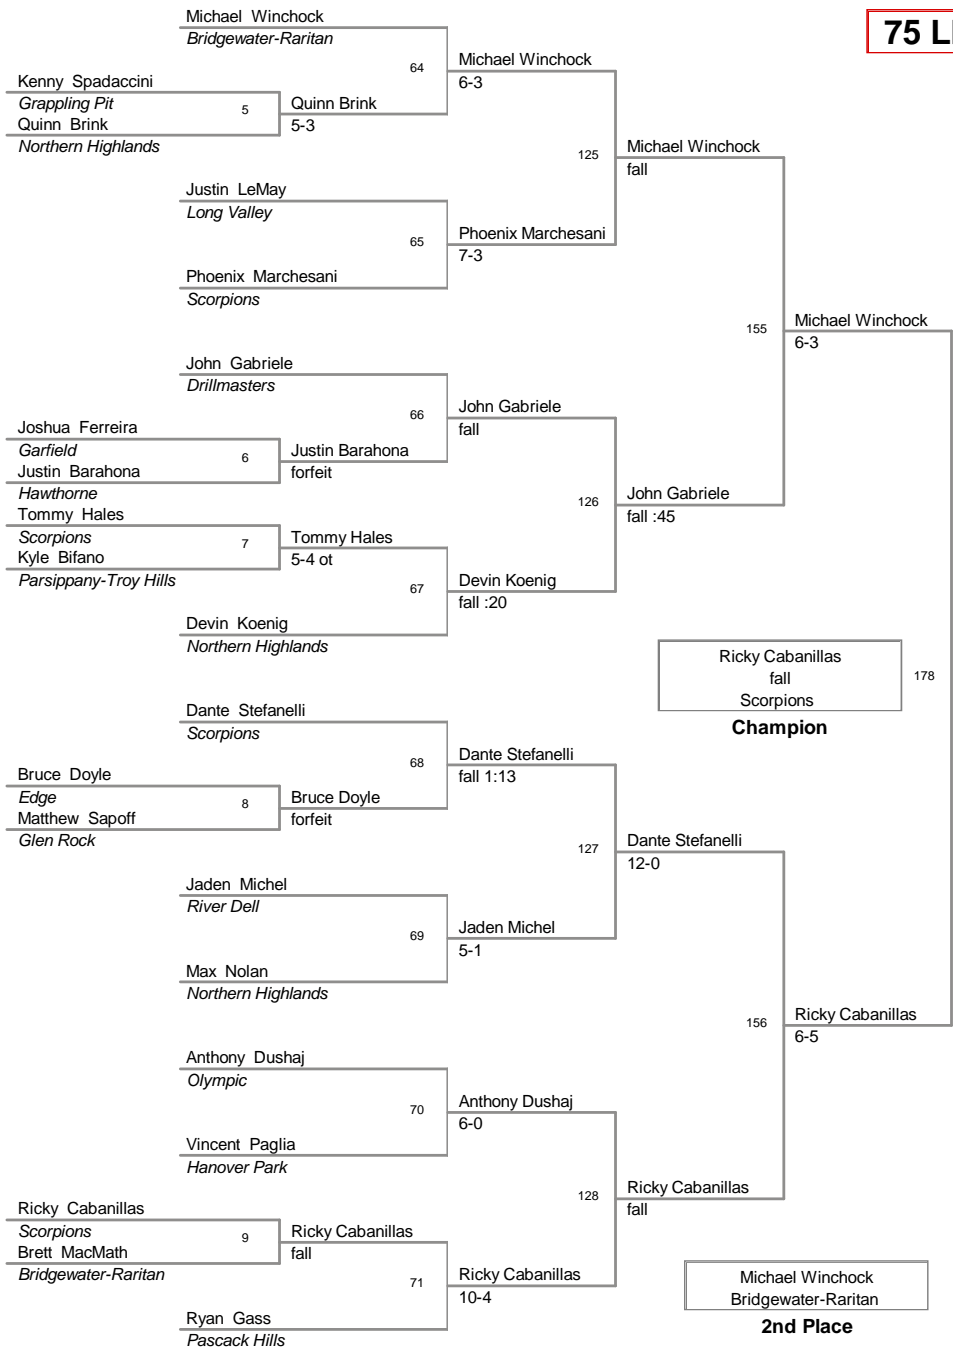 Michael Winchock
Bridgewater-Raritan
75 L
64
Michael Winchock
6-3
Kenny Spadaccini
Grappling Pit
5
Quinn Brink
5-3
Quinn Brink
Northern Highlands
125
Michael Winchock
fall
Justin LeMay
Long Valley
65
Phoenix Marchesani
7-3
Phoenix Marchesani
Scorpions
155
Michael Winchock
6-3
John Gabriele
Drillmasters
66
John Gabriele
fall
Joshua Ferreira
Garfield
6
Justin Barahona
forfeit
Justin Barahona
Hawthorne
126
John Gabriele
fall :45
Tommy Hales
Scorpions
7
Tommy Hales
5-4 ot
Kyle Bifano
Parsippany-Troy Hills
67
Devin Koenig
fall :20
Devin Koenig
Northern Highlands
Ricky Cabanillas
fall
Scorpions
178
Champion
Dante Stefanelli
Scorpions
68
Dante Stefanelli
fall 1:13
Bruce Doyle
Edge
8
Bruce Doyle
forfeit
Matthew Sapoff
Glen Rock
127
Dante Stefanelli
12-0
Jaden Michel
River Dell
69
Jaden Michel
5-1
Max Nolan
Northern Highlands
156
Ricky Cabanillas
6-5
Anthony Dushaj
Olympic
70
Anthony Dushaj
6-0
Vincent Paglia
Hanover Park
128
Ricky Cabanillas
fall
Ricky Cabanillas
Scorpions
9
Ricky Cabanillas
fall
Brett MacMath
Bridgewater-Raritan
71
Ricky Cabanillas
10-4
Ryan Gass
Pascack Hills
Michael Winchock
Bridgewater-Raritan
2nd Place